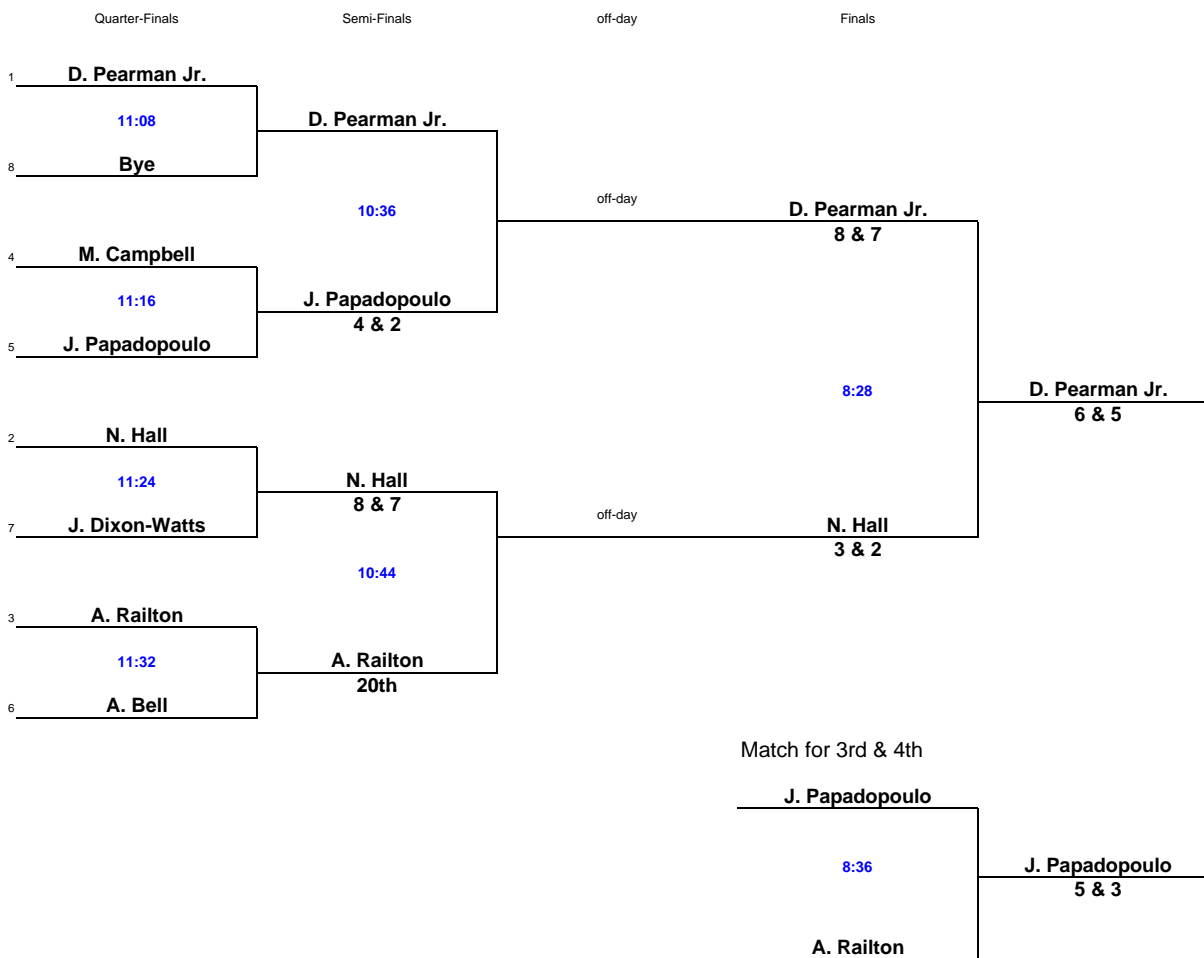 Quarter-Finals Semi-Finals off-day Finals
1 D. Pearman Jr.
11:08
D. Pearman Jr.
8 Bye
10:36
off-day
D. Pearman Jr.
8 & 7
4 M. Campbell
11:16
J. Papadopoulo
4 & 2
5 J. Papadopoulo
8:28
D. Pearman Jr.
6 & 5
2 N. Hall
11:24
N. Hall
8 & 7
7 J. Dixon-Watts
off-day
N. Hall
3 & 2
10:44
3 A. Railton
11:32
A. Railton
20th
6 A. Bell
Match for 3rd & 4th
J. Papadopoulo
8:36
J. Papadopoulo
5 & 3
A. Railton